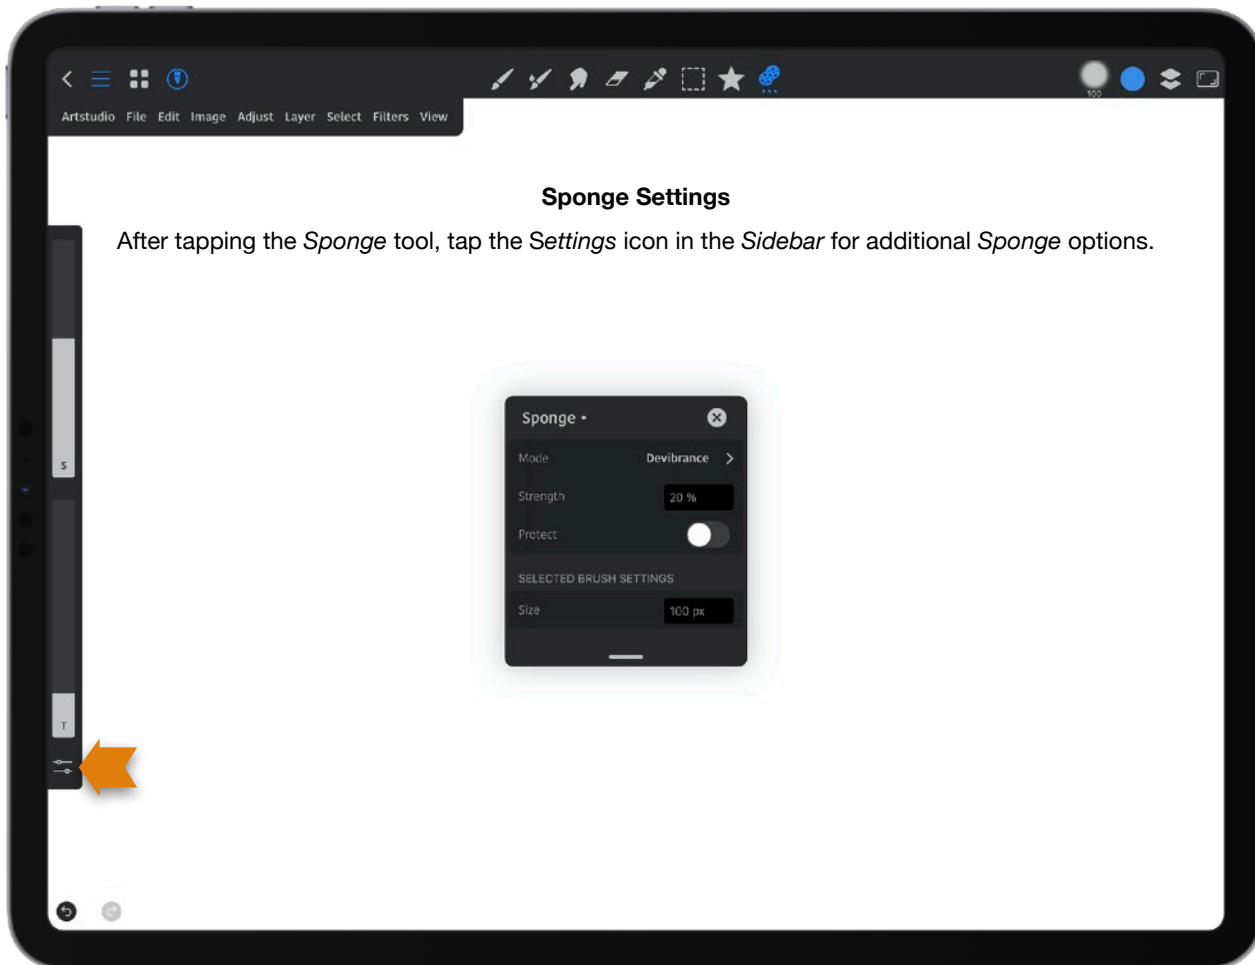 100
Artstudio File Edit Image Adjust Layer Select Filters View
Sponge Settings
After tapping the Sponge tool, tap the Settings icon in the Sidebar for additional Sponge options.
Sponge •
Mode Devibrance >
Strength 20 %
Protect
SELECTED BRUSH SETTINGS
Size 100 px
S
T